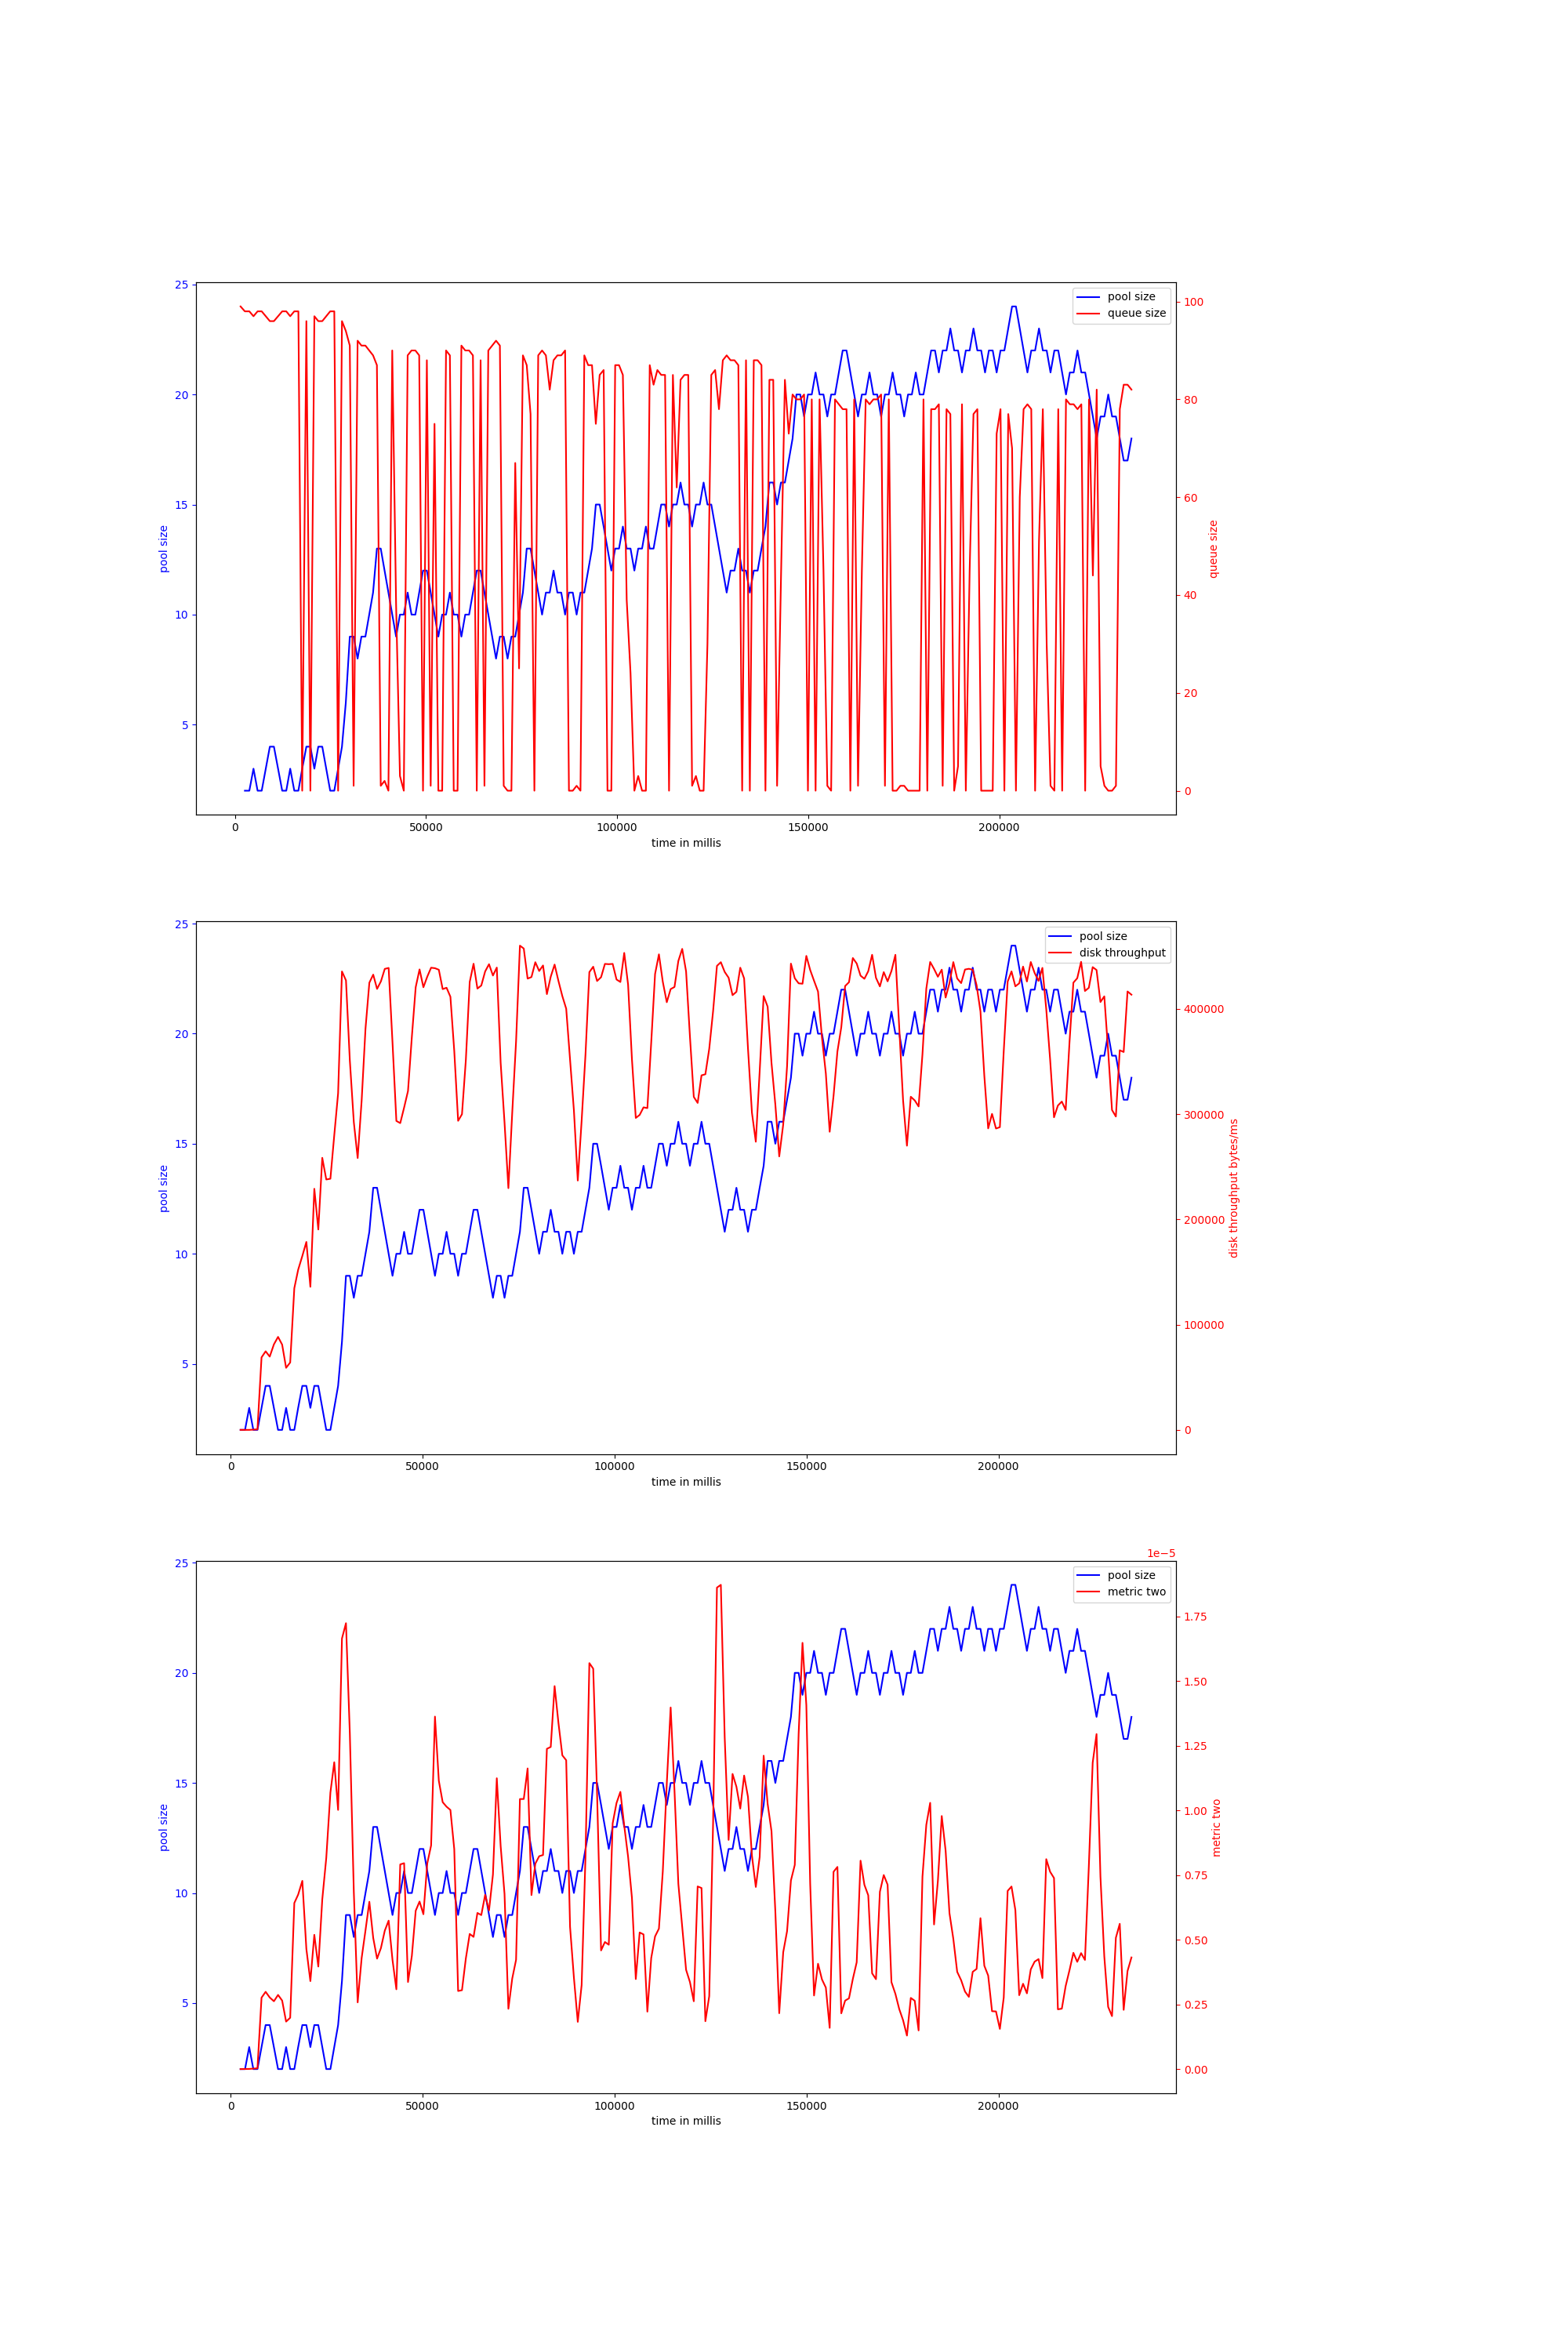 25
20
15
10
5
pool size
pool size
queue size
100
80
60
40
20
0
queue size
0 50000 100000 150000 200000
time in millis
25
20
15
10
5
pool size
pool size
disk throughput
400000
300000
200000
100000
0
disk throughput bytes/ms
0 50000 100000 150000 200000
time in millis
1e−5
25
20
15
10
5
pool size
pool size
metric two
1.75
1.50
1.25
1.00
0.75
0.50
0.25
0.00
metric two
0 50000 100000 150000 200000
time in millis